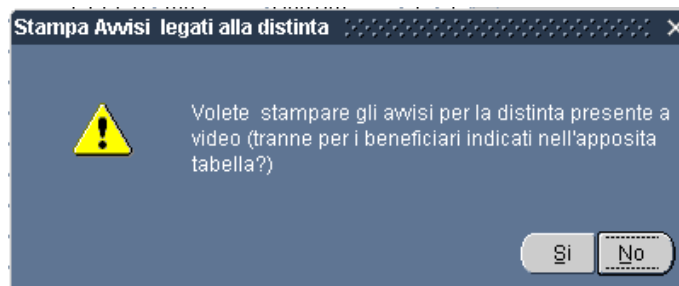 Stampa Avvisi legati alla distinta
Volete stampare gli avvisi per la distinta presente a
video (tranne per i beneficiari indicati nell'apposita
tabella?)
Si No